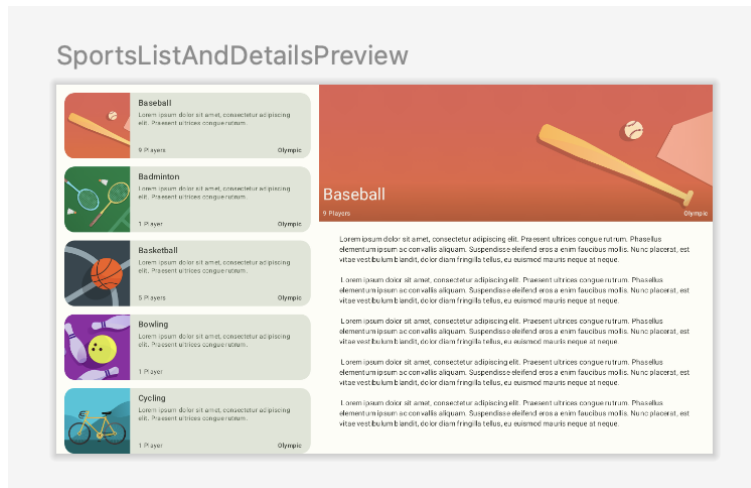 SportsListAndDetailsPreview
Baseball
Lorem ipsum dolor sit amet, consectetur adipiscing
elit. Praesent ultrices congue rutrum.
9 Players
Olympic
Badminton
Lorem ipsum dolor sit amet, consectetur adipiscing
elit. Praesent ultrices congue rutrum.
1 Player
Olympic
Basketball
Lorem ipsum dolor sit amet, consectetur adipiscing
elit. Praesent ultrices congue rutrum.
5 Players
Olympic
Bowling
Lorem ipsum dolor sit amet, consectetur adipiscing
elit. Praesent ultrices congue rutrum.
1 Player
Cycling
Lorem ipsum dolor sit amet, consectetur adipiscing
elit. Praesent ultrices congue rutrum.
1 Player
Olympic
Baseball
9 Players
Olympic
Lorem ipsum dolor sit amet, consectetur adipiscing elit. Praesent ultrices congue rutrum. Phasellus
elementum ipsum ac convallis aliquam. Suspendisse eleifend eros a enim faucibus mollis. Nunc placerat, est
vitae vestibulum blandit, dolor diam fringilla tellus, eu euismod mauris neque at neque.
Lorem ipsum dolor sit amet, consectetur adipiscing elit. Praesent ultrices congue rutrum. Phasellus
elementum ipsum ac convallis aliquam. Suspendisse eleifend eros a enim faucibus mollis. Nunc placerat, est
vitae vestibulum blandit, dolor diam fringilla tellus, eu euismod mauris neque at neque.
Lorem ipsum dolor sit amet, consectetur adipiscing elit. Praesent ultrices congue rutrum. Phasellus
elementum ipsum ac convallis aliquam. Suspendisse eleifend eros a enim faucibus mollis. Nunc placerat, est
vitae vestibulum blandit, dolor diam fringilla tellus, eu euismod mauris neque at neque.
Lorem ipsum dolor sit amet, consectetur adipiscing elit. Praesent ultrices congue rutrum. Phasellus
elementum ipsum ac convallis aliquam. Suspendisse eleifend eros a enim faucibus mollis. Nunc placerat, est
vitae vestibulum blandit, dolor diam fringilla tellus, eu euismod mauris neque at neque.
Lorem ipsum dolor sit amet, consectetur adipiscing elit. Praesent ultrices congue rutrum. Phasellus
elementum ipsum ac convallis aliquam. Suspendisse eleifend eros a enim faucibus mollis. Nunc placerat, est
vitae vestibulum blandit, dolor diam fringilla tellus, eu euismod mauris neque at neque.